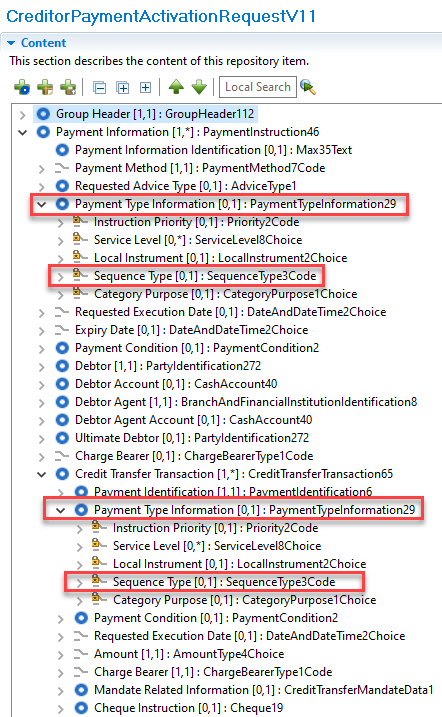 CreditorPaymentActivationRequestV11
Content
This section describes the content of this repository item.
Local Search
Group Header [1,1] : GroupHeader112
Payment Information [1,*] : PaymentInstruction46
Payment Information Identification [0,1] : Max35Text
Payment Method [1,1] : PaymentMethod7Code
Requested Advice Type [0,1] : AdviceType1
Payment Type Information [0,1] : PaymentTypeInformation29
Instruction Priority [0,1] : Priority2Code
Service Level [0,*] : ServiceLevel8Choice
Local Instrument [0,1] : LocalInstrument2Choice
Sequence Type [0,1] : SequenceType3Code
Category Purpose [0,1] : CategoryPurpose1Choice
Requested Execution Date [0,1] : DateAndDateTime2Choice
Expiry Date [0,1] : DateAndDateTime2Choice
Payment Condition [0,1] : PaymentCondition2
Debtor [1,1] : PartyIdentification272
Debtor Account [0,1] : CashAccount40
Debtor Agent [1,1] : BranchAndFinancialInstitutionIdentification8
Debtor Agent Account [0,1] : CashAccount40
Ultimate Debtor [0,1] : PartyIdentification272
Charge Bearer [0,1] : ChargeBearerType1Code
Credit Transfer Transaction [1,*] : CreditTransferTransaction65
Payment Identification [1,1] : PaymentIdentification6
Payment Type Information [0,1] : PaymentTypeInformation29
Instruction Priority [0,1] : Priority2Code
Service Level [0,*] : ServiceLevel8Choice
Local Instrument [0,1] : LocalInstrument2Choice
Sequence Type [0,1] : SequenceType3Code
Category Purpose [0,1] : CategoryPurpose1Choice
Payment Condition [0,1] : PaymentCondition2
Requested Execution Date [0,1] : DateAndDateTime2Choice
Amount [1,1] : AmountType4Choice
Charge Bearer [1,1] : ChargeBearerType1Code
Mandate Related Information [0,1] : CreditTransferMandateData1
Cheque Instruction [0,1] : Cheque19